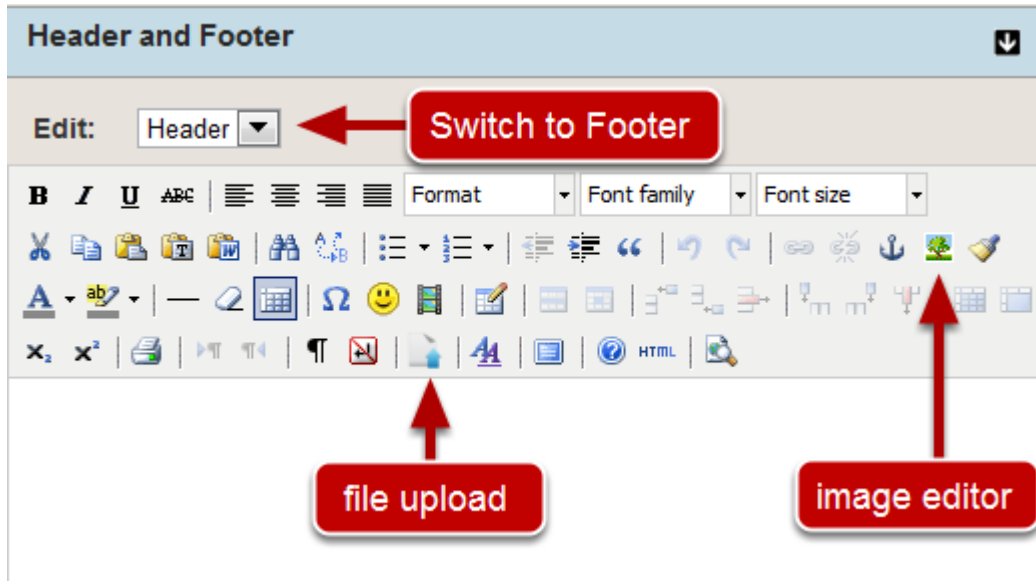 Header and Footer
Edit: Header Switch to Footer
B I U ABC Format Font family Font size
HTML
file upload
image editor